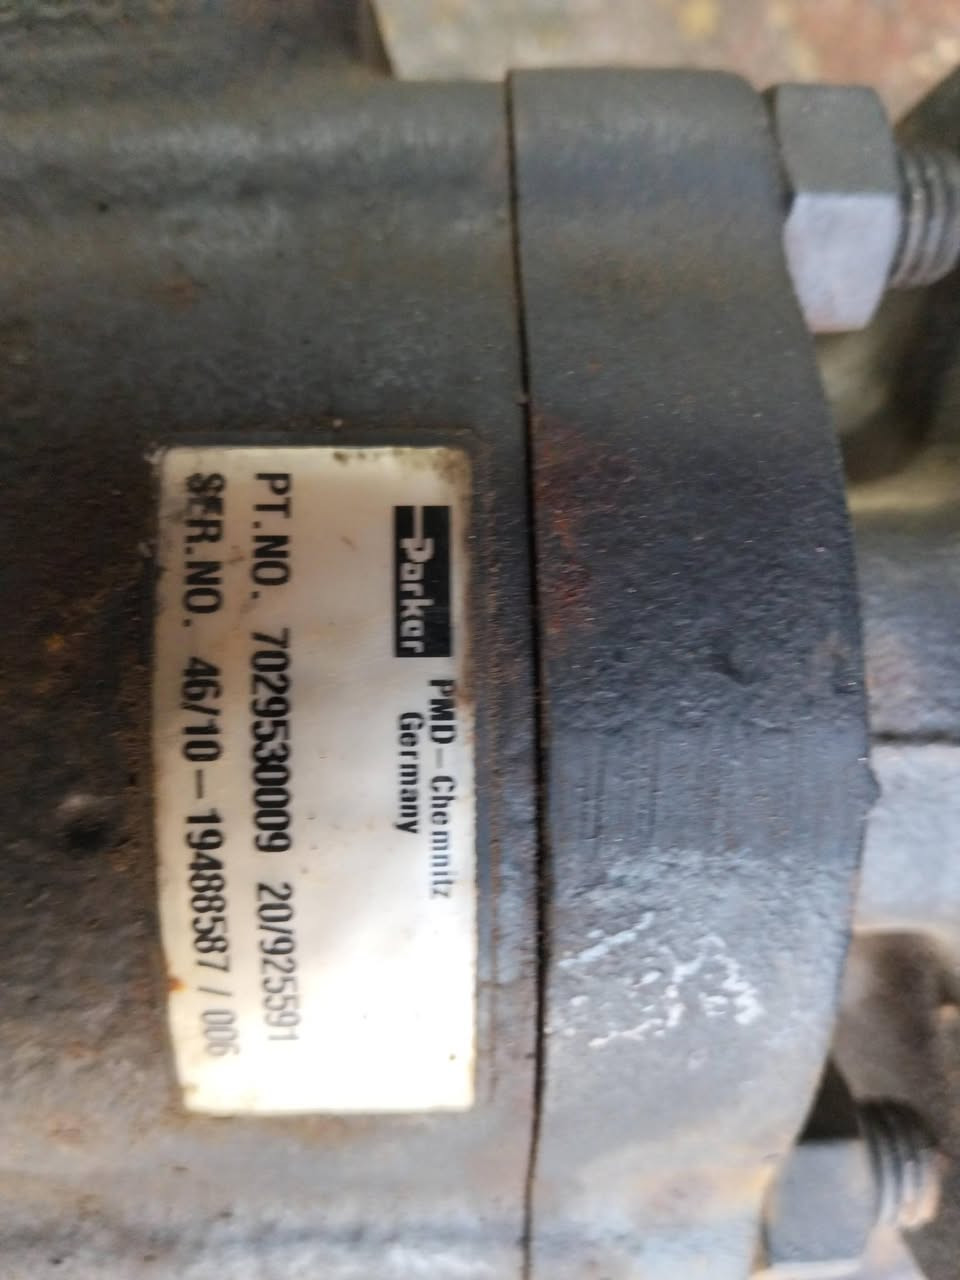 Parker PMD-Chemnitz
Germany
PT.NO. 7029530009 20/925591
SER.NO. 46/10-19488587/006